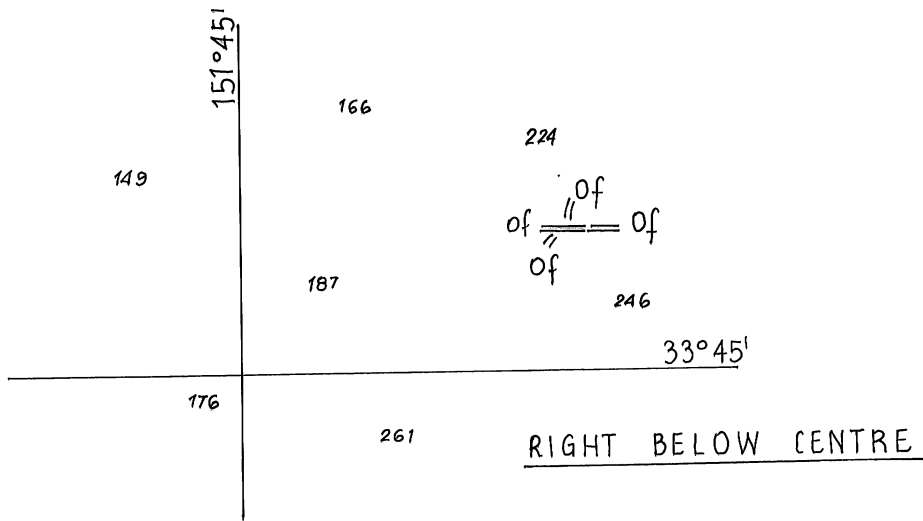 151°45'
166
224
149
Of
Of Of
Of
187
246
33°45'
176
261
RIGHT BELOW CENTRE